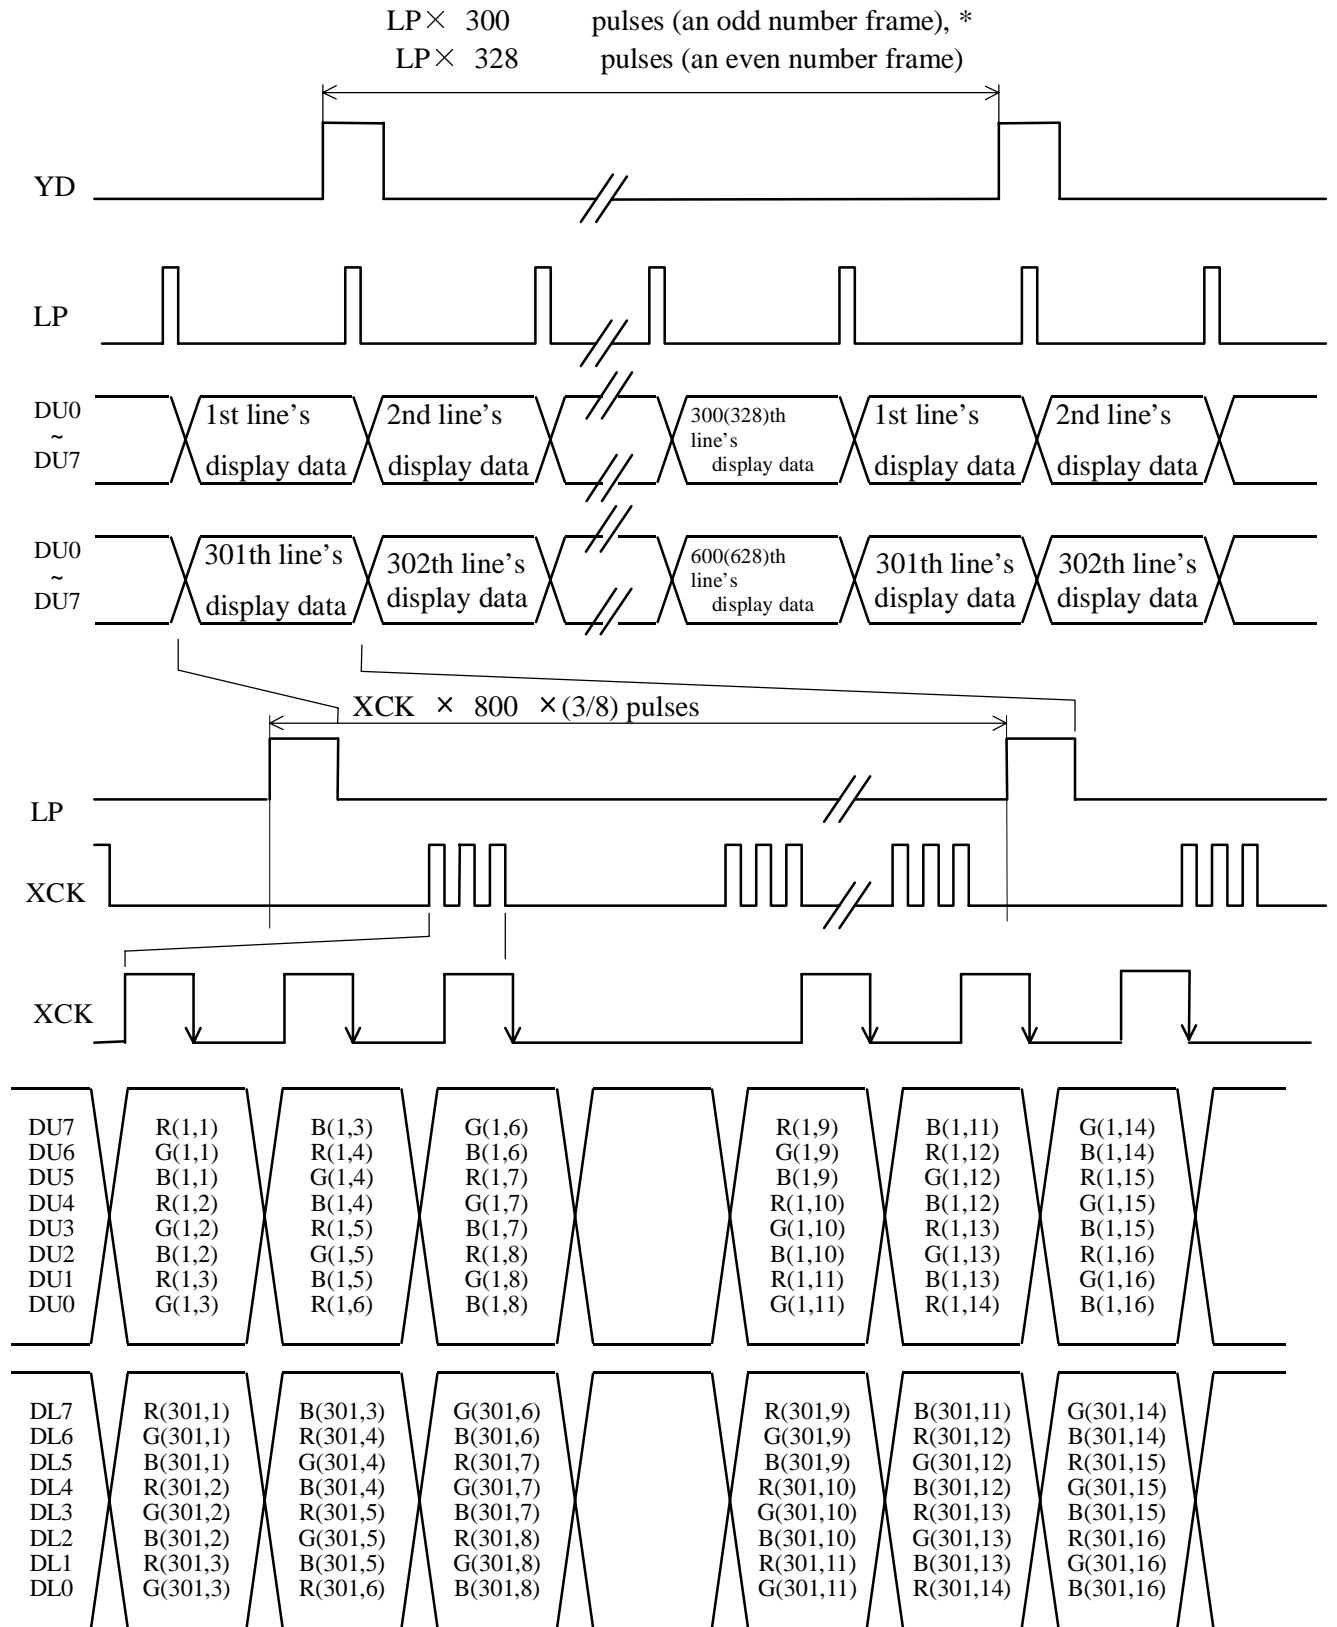 LP× 300 pulses (an odd number frame), *
LP× 328 pulses (an even number frame)
YD
LP
DU0 ~ DU7
1st line's display data
2nd line's display data
300(328)th line's display data
1st line's display data
2nd line's display data
DU0 ~ DU7
301th line's display data
302th line's display data
600(628)th line's display data
301th line's display data
302th line's display data
XCK × 800 ×(3/8) pulses
LP
XCK
XCK
DU7 R(1,1) B(1,3) G(1,6) R(1,9) B(1,11) G(1,14)
DU6 G(1,1) R(1,4) B(1,6) G(1,9) R(1,12) B(1,14)
DU5 B(1,1) G(1,4) R(1,7) B(1,9) G(1,12) R(1,15)
DU4 R(1,2) B(1,4) G(1,7) R(1,10) B(1,12) G(1,15)
DU3 G(1,2) R(1,5) B(1,7) G(1,10) R(1,13) B(1,15)
DU2 B(1,2) G(1,5) R(1,8) B(1,10) G(1,13) R(1,16)
DU1 R(1,3) B(1,5) G(1,8) R(1,11) B(1,13) G(1,16)
DU0 G(1,3) R(1,6) B(1,8) G(1,11) R(1,14) B(1,16)
DL7 R(301,1) B(301,3) G(301,6) R(301,9) B(301,11) G(301,14)
DL6 G(301,1) R(301,4) B(301,6) G(301,9) R(301,12) B(301,14)
DL5 B(301,1) G(301,4) R(301,7) B(301,9) G(301,12) R(301,15)
DL4 R(301,2) B(301,4) G(301,7) R(301,10) B(301,12) G(301,15)
DL3 G(301,2) R(301,5) B(301,7) G(301,10) R(301,13) B(301,15)
DL2 B(301,2) G(301,5) R(301,8) B(301,10) G(301,13) R(301,16)
DL1 R(301,3) B(301,5) G(301,8) R(301,11) B(301,13) G(301,16)
DL0 G(301,3) R(301,6) B(301,8) G(301,11) R(301,14) B(301,16)